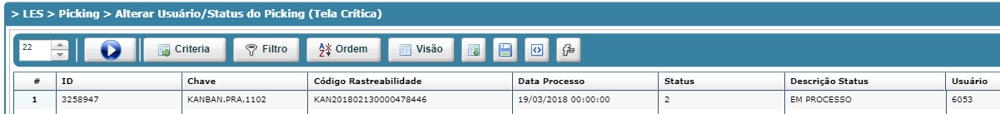 > LES > Picking > Alterar Usuário/Status do Picking (Tela Crítica)
22 Criteria Filtro Ordem Visão
# ID Chave Código Rastreabilidade Data Processo Status Descrição Status Usuário
1 3258947 KANBAN.PRA.1102 KAN201802130000478446 19/03/2018 00:00:00 2 EM PROCESSO 6053